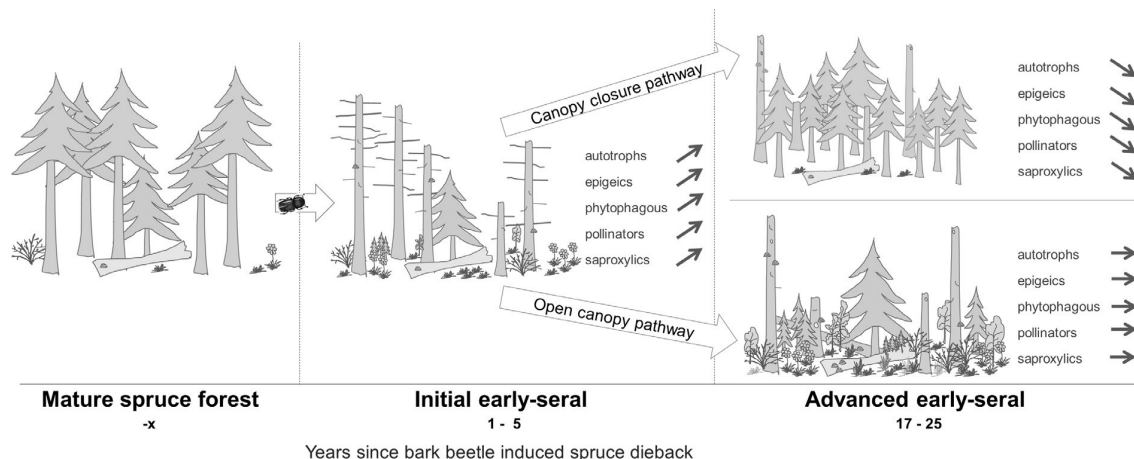 Canopy closure pathway
autotrophs
epigeics
phytophagous
pollinators
saproxylics
autotrophs
epigeics
phytophagous
pollinators
saproxylics
Open canopy pathway
autotrophs
epigeics
phytophagous
pollinators
saproxylics
Mature spruce forest
-x
Initial early-seral
1 - 5
Advanced early-seral
17 - 25
Years since bark beetle induced spruce dieback